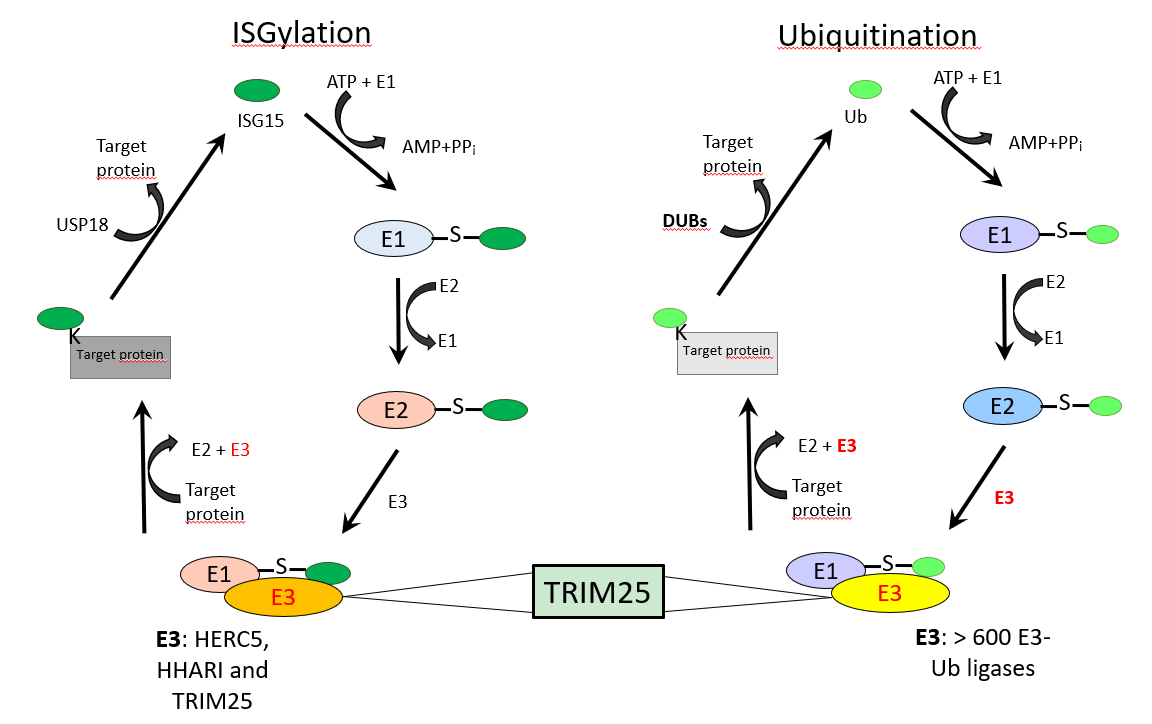 ISGylation
ATP + E1
ISG15
AMP+PPi
Target
protein
USP18
E1
S
E2
E1
K
Target protein
E2
S
E2 + E3
Target
protein
E3
E1
S
E3
E3: HERC5,
HHARI and
TRIM25
TRIM25
Ubiquitination
ATP + E1
Ub
AMP+PPi
Target
protein
DUBs
E1
S
E2
E1
K
Target protein
E2
S
E2 + E3
Target
protein
E3
E1
S
E3
E3: > 600 E3-
Ub ligases